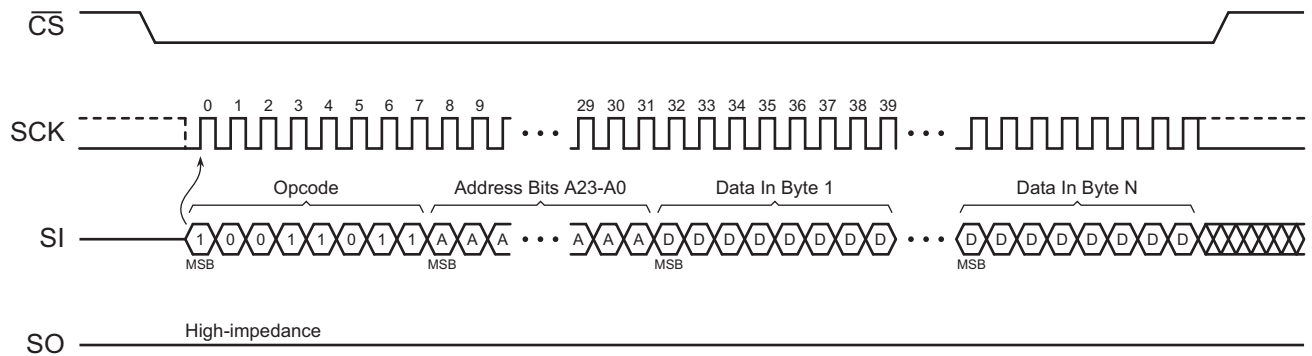 CS
0 1 2 3 4 5 6 7 8 9 29 30 31 32 33 34 35 36 37 38 39
SCK
Opcode Address Bits A23-A0 Data In Byte 1 Data In Byte N
SI 1 0 0 1 1 0 1 1 A A A A A A D D D D D D D D D D D D D D D D
MSB MSB MSB MSB
High-impedance
SO